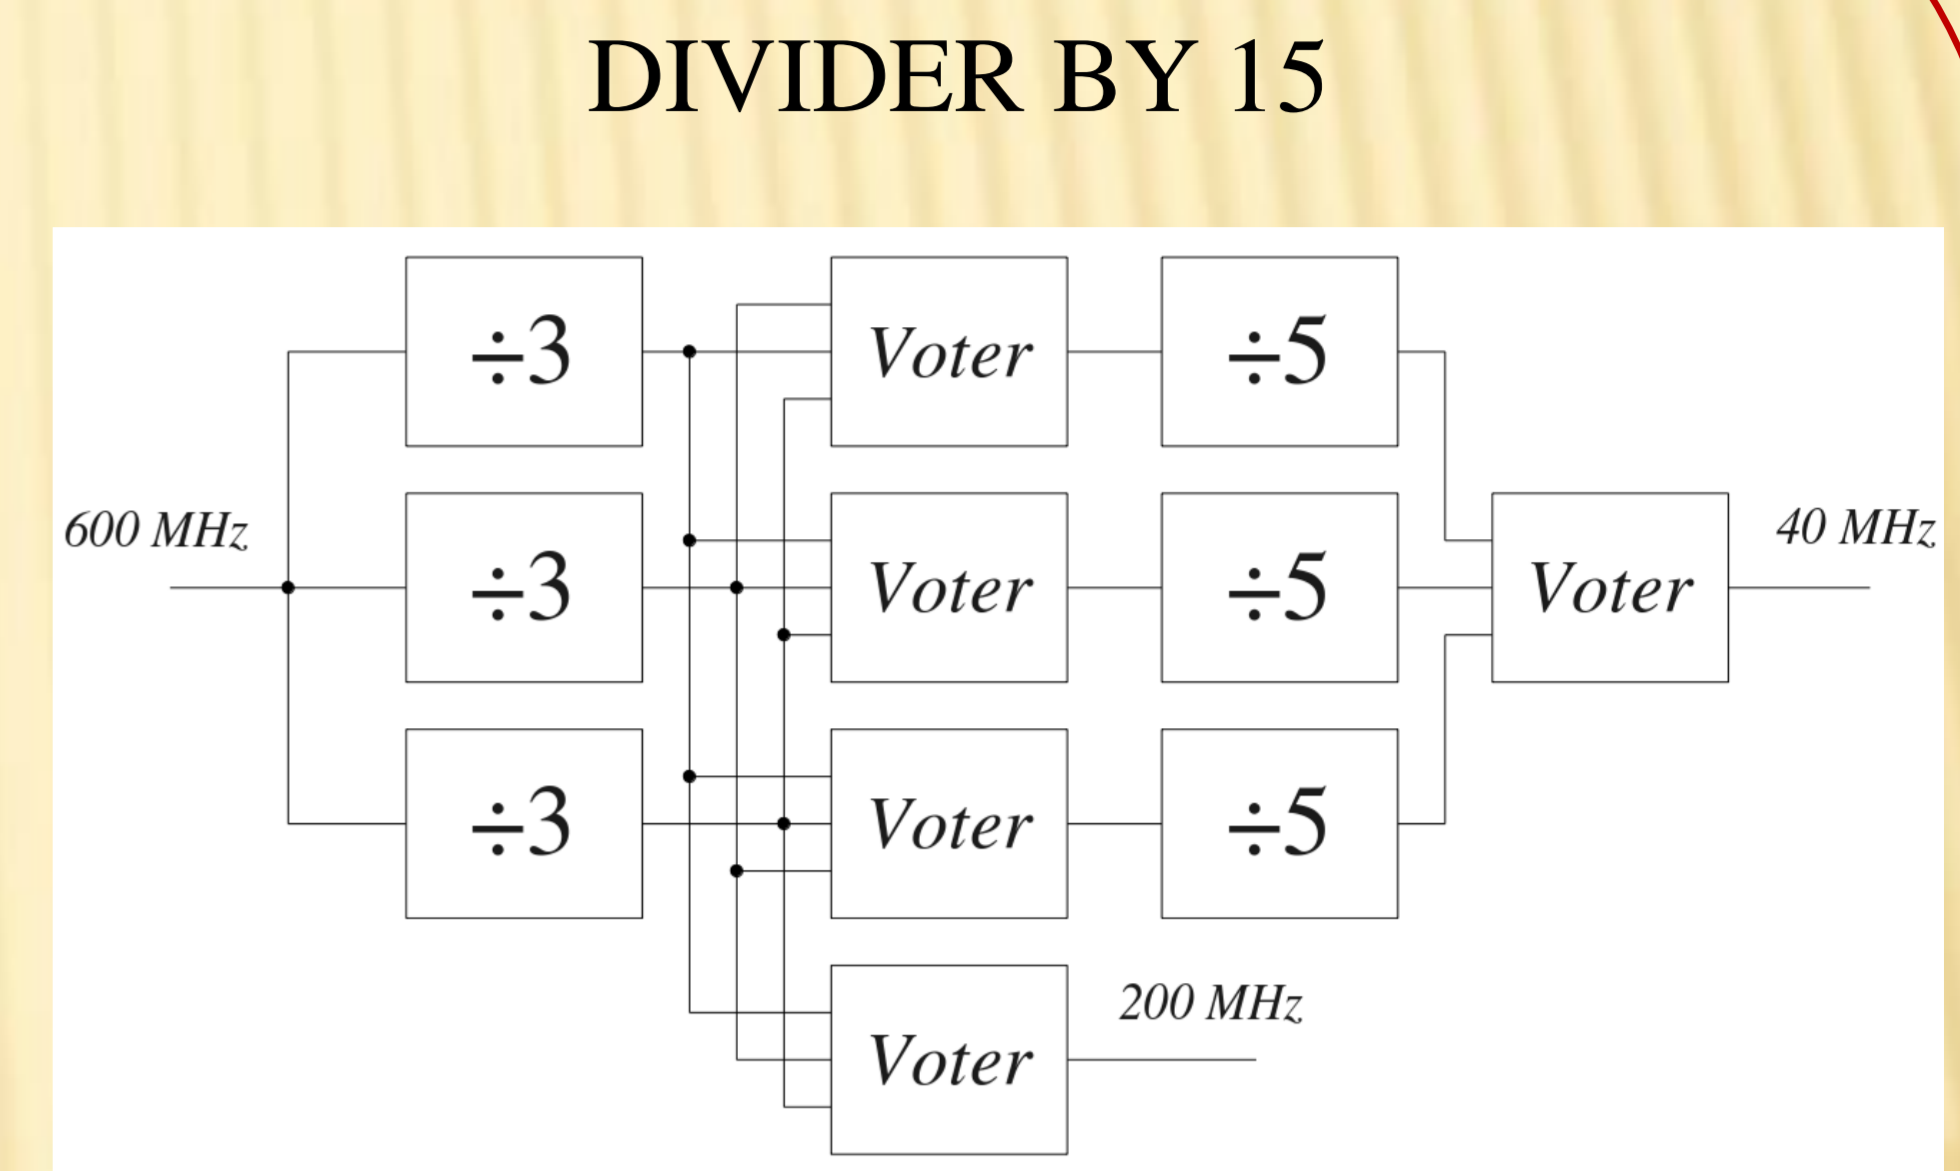 DIVIDER BY 15
÷3 Voter ÷5
600 MHz
40 MHz
÷3 Voter ÷5 Voter
÷3 Voter ÷5
200 MHz
Voter